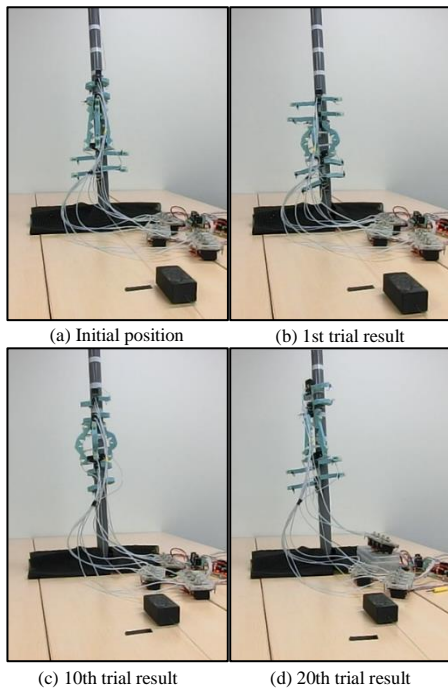 (a) Initial position
(b) 1st trial result
(c) 10th trial result
(d) 20th trial result